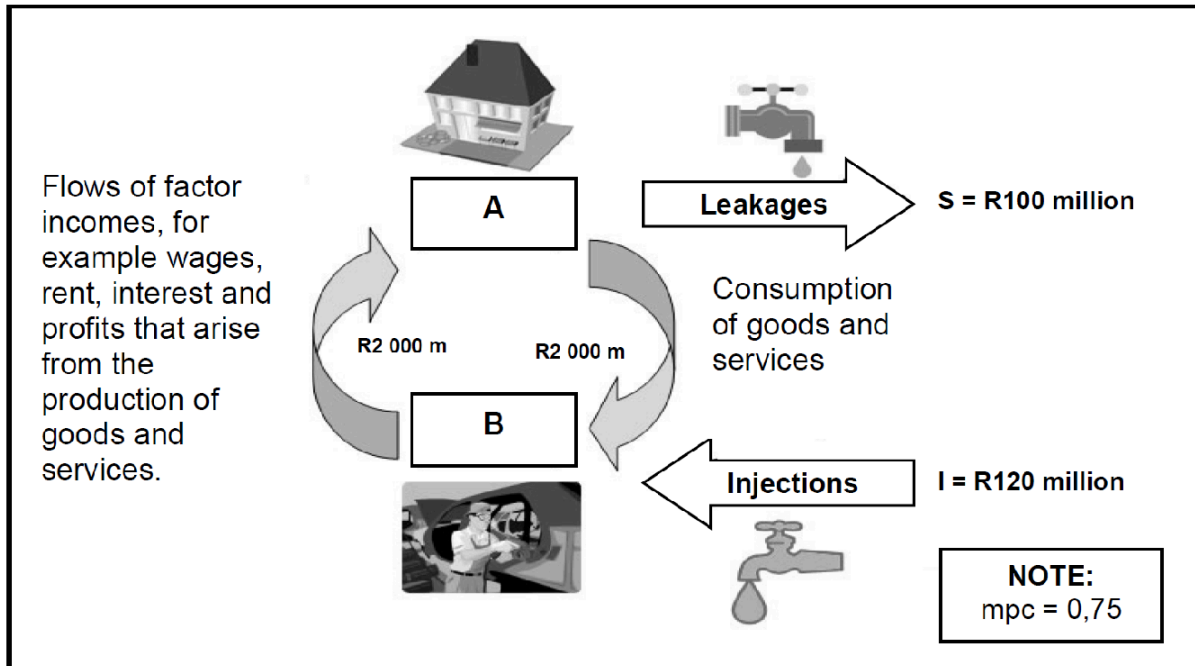 Flows of factor
incomes, for
example wages,
rent, interest and
profits that arise
from the
production of
goods and
services.
A
Leakages
S = R100 million
Consumption
of goods and
services
R2 000 m
R2 000 m
B
Injections
I = R120 million
NOTE:
mpc = 0,75